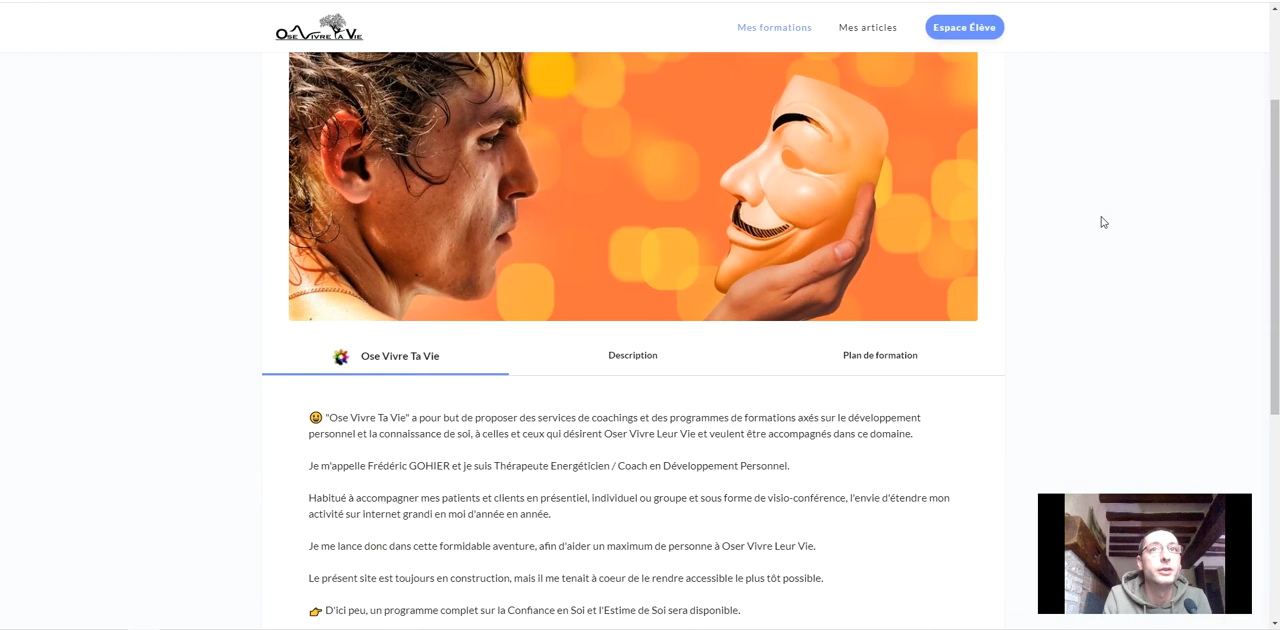 Ose Vivre Ta Vie
Mes formations
Mes articles
Espace Élève
Ose Vivre Ta Vie
Description
Plan de formation
"Ose Vivre Ta Vie" a pour but de proposer des services de coachings et des programmes de formations axés sur le développement
personnel et la connaissance de soi, à celles et ceux qui désirent Oser Vivre Leur Vie et veulent être accompagnés dans ce domaine.
Je m'appelle Frédéric GOHIER et je suis Thérapeute Energéticien / Coach en Développement Personnel.
Habitué à accompagner mes patients et clients en présentiel, individuel ou groupe et sous forme de visio-conférence, l'envie d'étendre mon
activité sur internet grandi en moi d'année en année.
Je me lance donc dans cette formidable aventure, afin d'aider un maximum de personne à Oser Vivre Leur Vie.
Le présent site est toujours en construction, mais il me tenait à coeur de le rendre accessible le plus tôt possible.
D'ici peu, un programme complet sur la Confiance en Soi et l'Estime de Soi sera disponible.